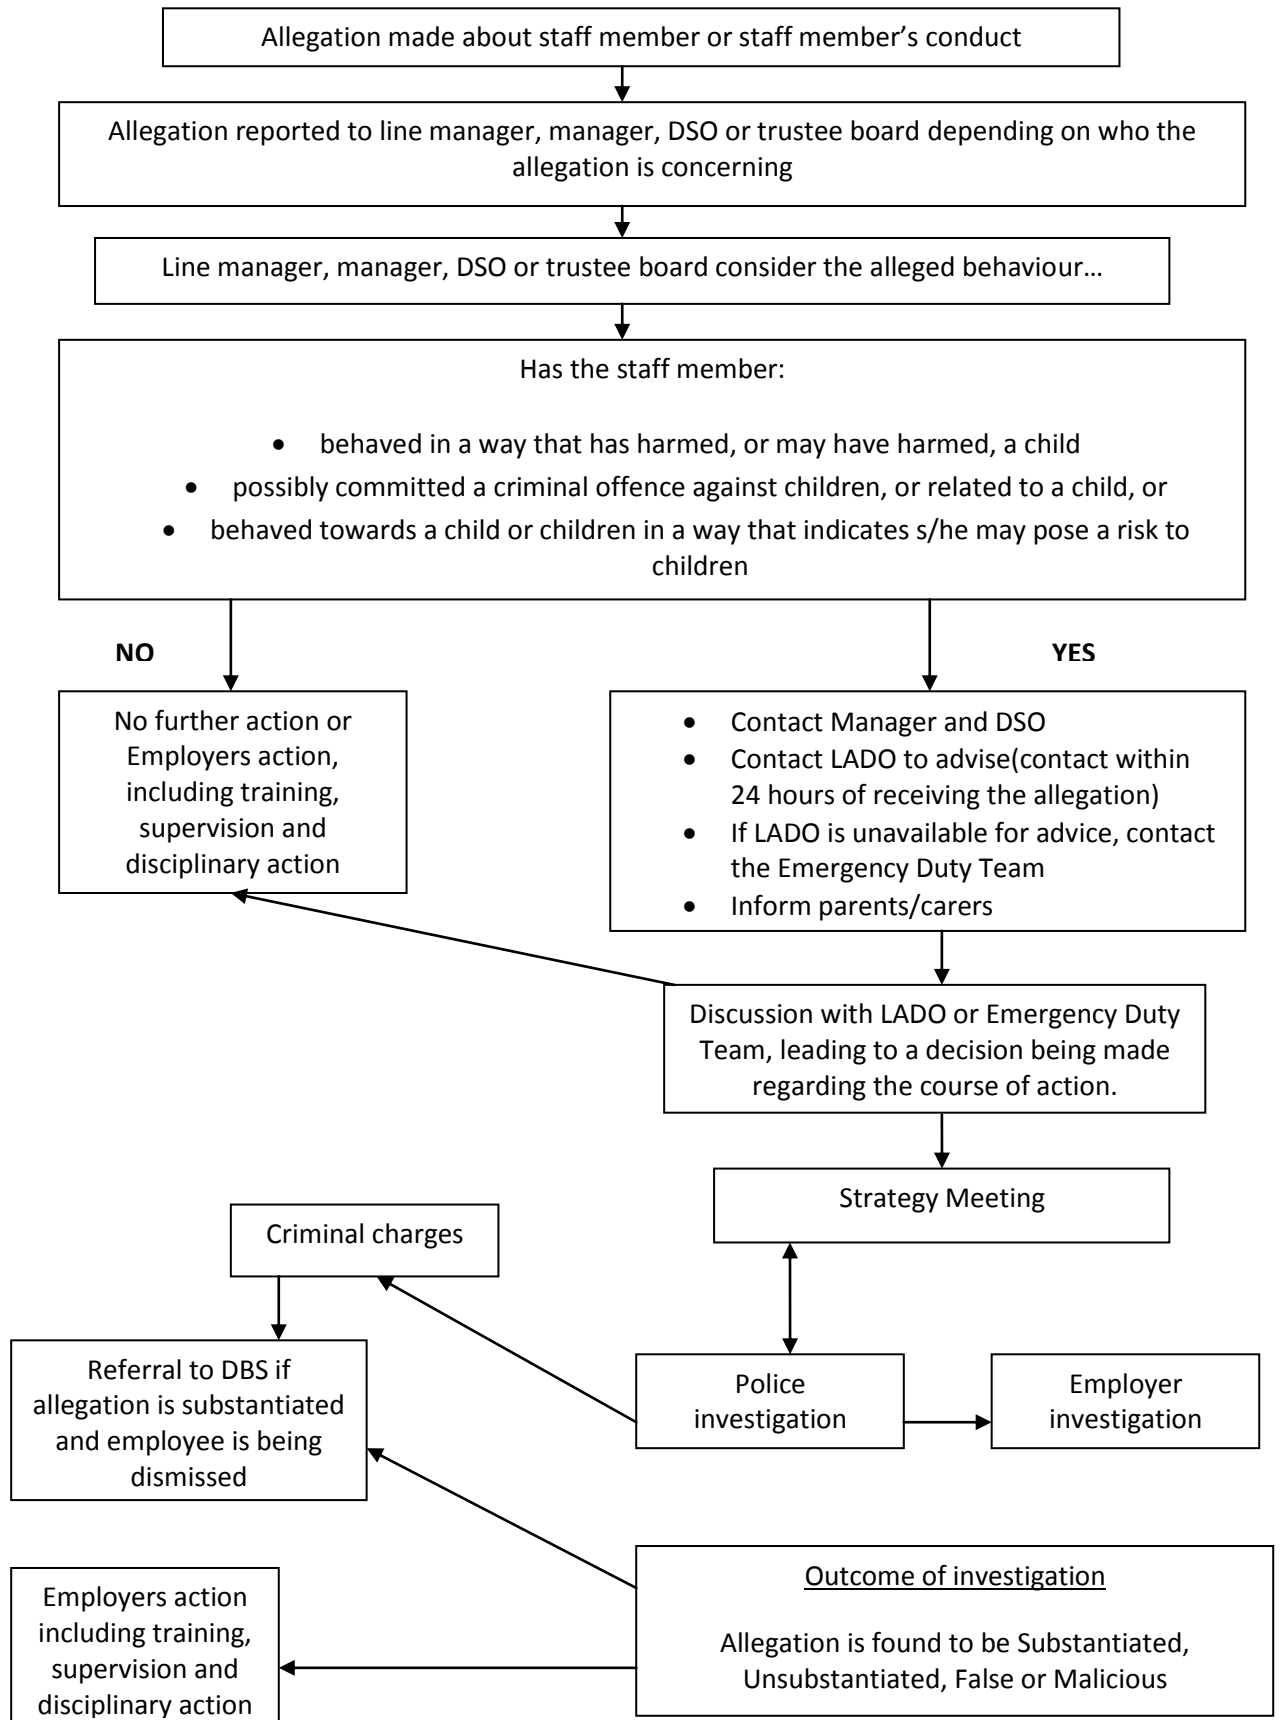 Allegation made about staff member or staff member’s conduct
Allegation reported to line manager, manager, DSO or trustee board depending on who the
allegation is concerning
Line manager, manager, DSO or trustee board consider the alleged behaviour…
Has the staff member:
• behaved in a way that has harmed, or may have harmed, a child
• possibly committed a criminal offence against children, or related to a child, or
• behaved towards a child or children in a way that indicates s/he may pose a risk to
children
NO
YES
No further action or
Employers action,
including training,
supervision and
disciplinary action
• Contact Manager and DSO
• Contact LADO to advise(contact within
24 hours of receiving the allegation)
• If LADO is unavailable for advice, contact
the Emergency Duty Team
• Inform parents/carers
Discussion with LADO or Emergency Duty
Team, leading to a decision being made
regarding the course of action.
Strategy Meeting
Criminal charges
Referral to DBS if
allegation is substantiated
and employee is being
dismissed
Police
investigation
Employer
investigation
Outcome of investigation
Allegation is found to be Substantiated,
Unsubstantiated, False or Malicious
Employers action
including training,
supervision and
disciplinary action